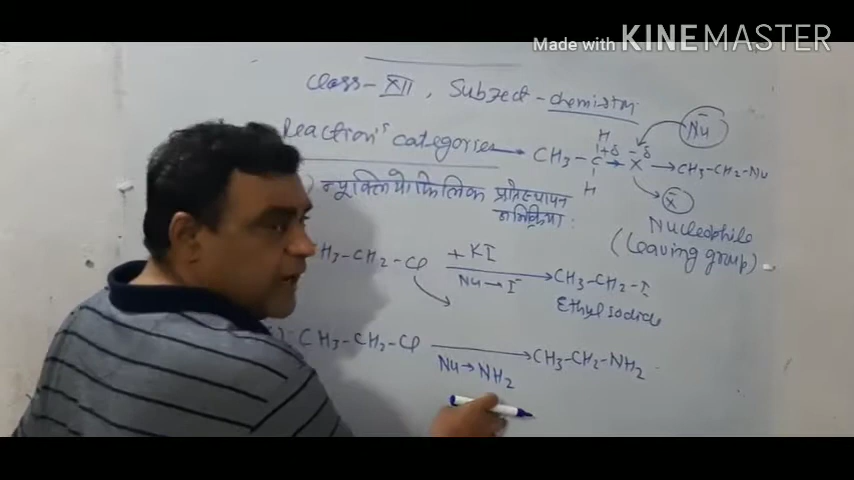 Made with KINEMASTER
Class-XII, Subject-chemistry
Reaction's categories → CH3-C-X → CH3-CH2-Nu
H
+δ -δ
H
Nu⁻
X⁻
न्यूक्लियोफिलिक प्रतिस्थापन
अभिक्रिया :
Nucleophile
(Leaving group)
H3-CH2-Cl +KI → CH3-CH2-I
Nu→I⁻
Ethyl Iodide
CH3-CH2-Cl → CH3-CH2-NH2
Nu→NH2